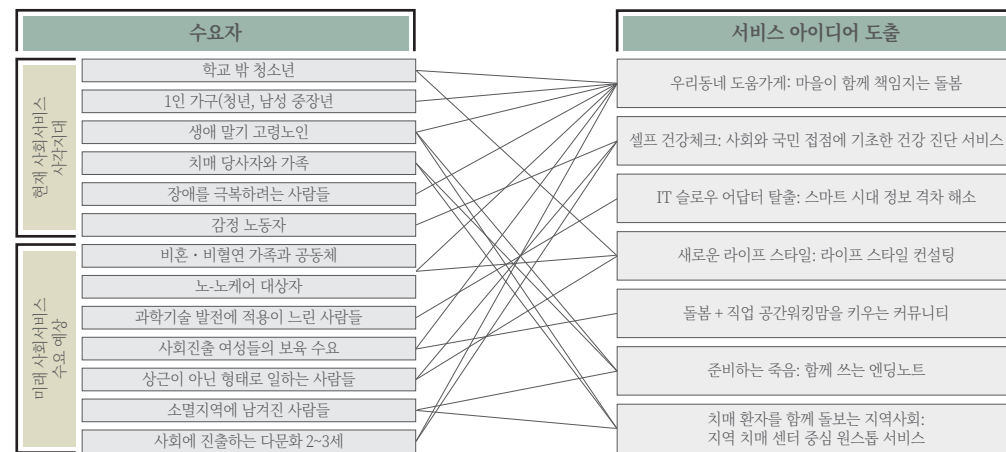 수요자
서비스 아이디어 도출
현재 사회서비스
사각지대
학교 밖 청소년
1인 가구(청년, 남성 중장년
생애 말기 고령노인
치매 당사자와 가족
장애를 극복하려는 사람들
감정 노동자
미래 사회서비스
수요 예상
비혼·비혈연 가족과 공동체
노-노케어 대상자
과학기술 발전에 적용이 느린 사람들
사회진출 여성들의 보육 수요
상근이 아닌 형태로 일하는 사람들
소멸지역에 남겨진 사람들
사회에 진출하는 다문화 2~3세
우리동네 도움가게: 마을이 함께 책임지는 돌봄
셀프 건강체크: 사회와 국민 접점에 기초한 건강 진단 서비스
IT 슬로우 어답터 탈출: 스마트 시대 정보 격차 해소
새로운 라이프 스타일: 라이프 스타일 컨설팅
돌봄 + 직업 공간워킹맘을 키우는 커뮤니티
준비하는 죽음: 함께 쓰는 엔딩노트
치매 환자를 함께 돌보는 지역사회:
지역 치매 센터 중심 원스톱 서비스